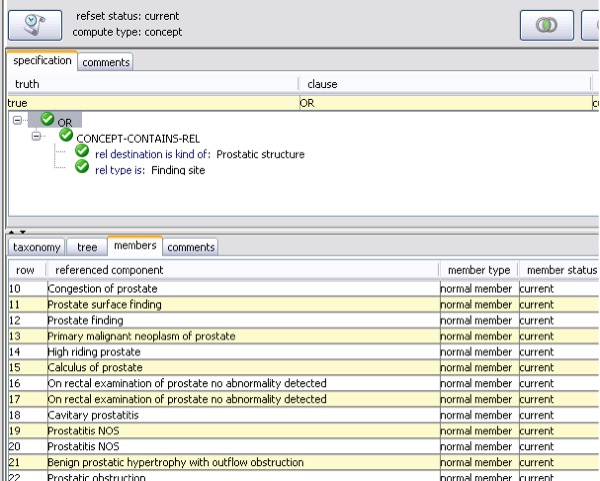 refset status: current
compute type: concept
specification comments
truth clause
true OR
OR
CONCEPT-CONTAINS-REL
rel destination is kind of: Prostatic structure
rel type is: Finding site
taxonomy tree members comments
row referenced component member type member status
10 Congestion of prostate normal member current
11 Prostate surface finding normal member current
12 Prostate finding normal member current
13 Primary malignant neoplasm of prostate normal member current
14 High riding prostate normal member current
15 Calculus of prostate normal member current
16 On rectal examination of prostate no abnormality detected normal member current
17 On rectal examination of prostate no abnormality detected normal member current
18 Cavitary prostatitis normal member current
19 Prostatitis NOS normal member current
20 Prostatitis NOS normal member current
21 Benign prostatic hypertrophy with outflow obstruction normal member current
22 Prostatic obstruction normal member current